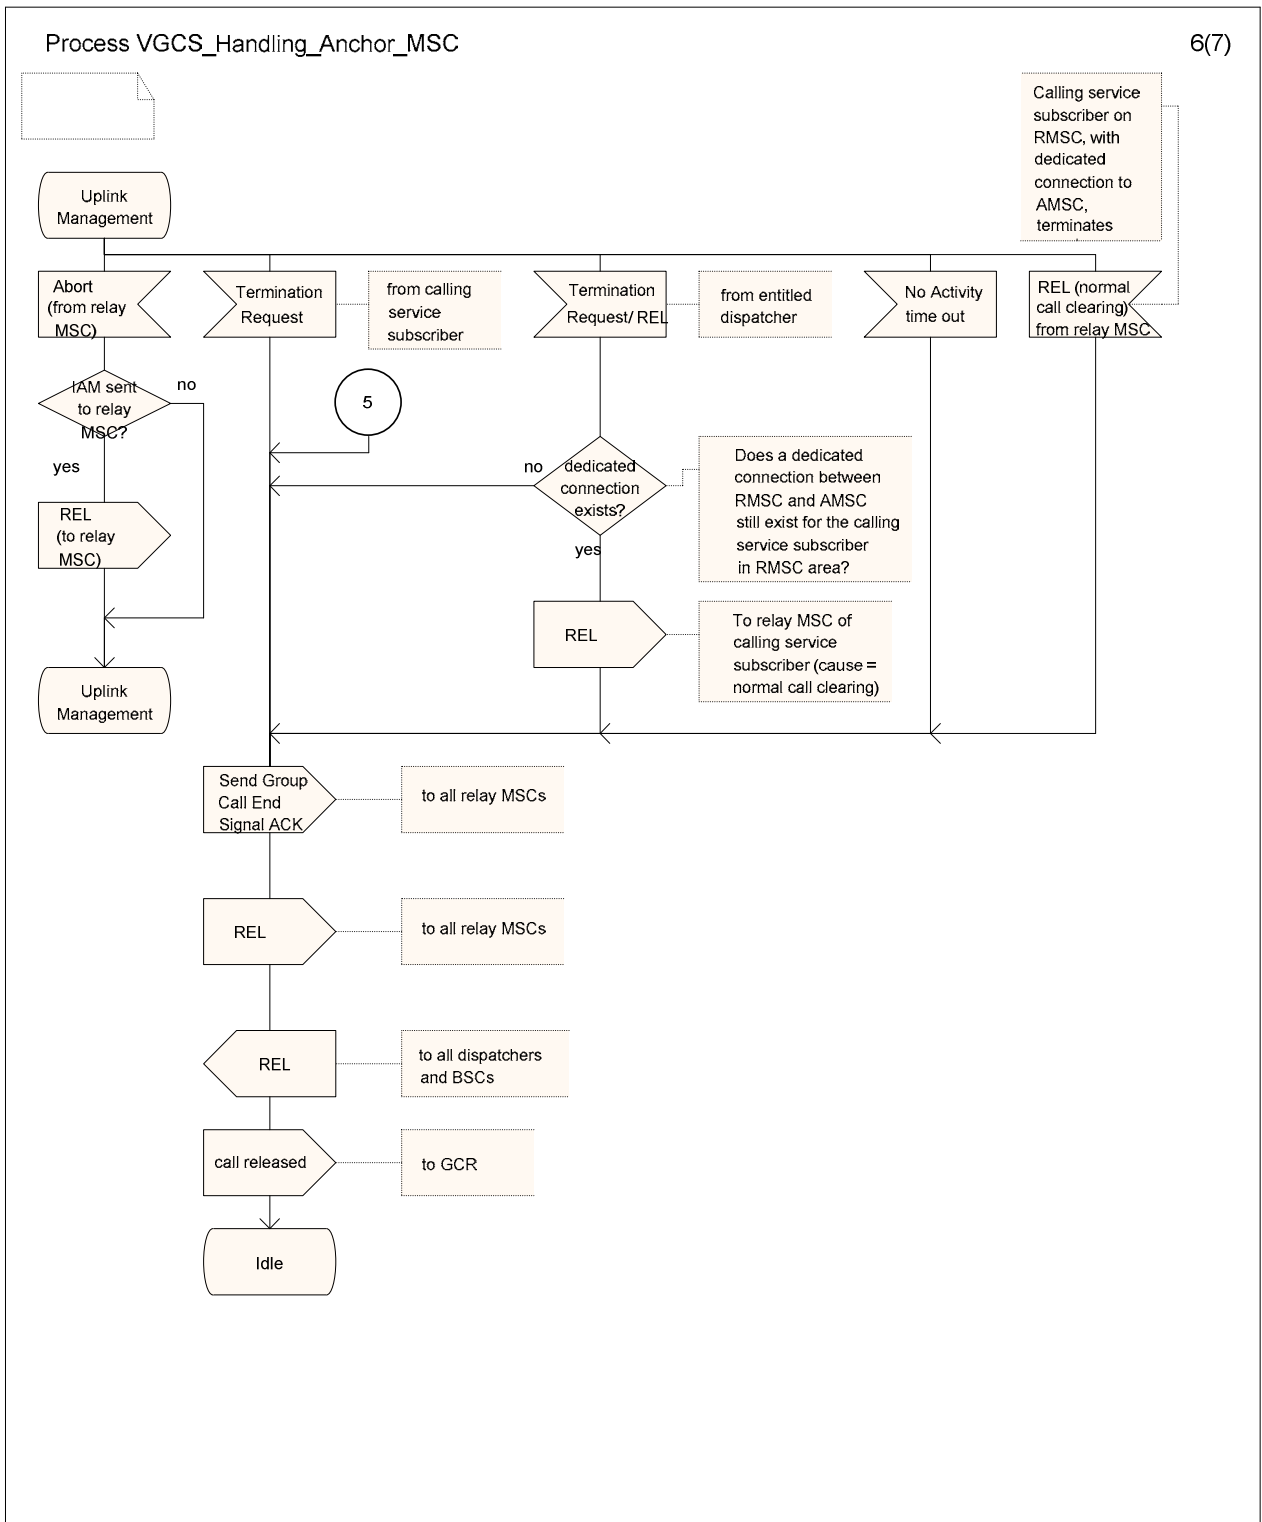 Process VGCS_Handling_Anchor_MSC
6(7)
Calling service
subscriber on
RMSC, with
dedicated
connection to
AMSC,
terminates
Uplink
Management
Abort
(from relay
MSC)
Termination
Request
from calling
service
subscriber
Termination
Request/ REL
from entitled
dispatcher
No Activity
time out
REL (normal
call clearing)
from relay MSC
IAM sent
to relay
MSC?
no
yes
5
REL
(to relay
MSC)
Uplink
Management
no
dedicated
connection
exists?
yes
Does a dedicated
connection between
RMSC and AMSC
still exist for the calling
service subscriber
in RMSC area?
REL
To relay MSC of
calling service
subscriber (cause =
normal call clearing)
Send Group
Call End
Signal ACK
to all relay MSCs
REL
to all relay MSCs
REL
to all dispatchers
and BSCs
call released
to GCR
Idle